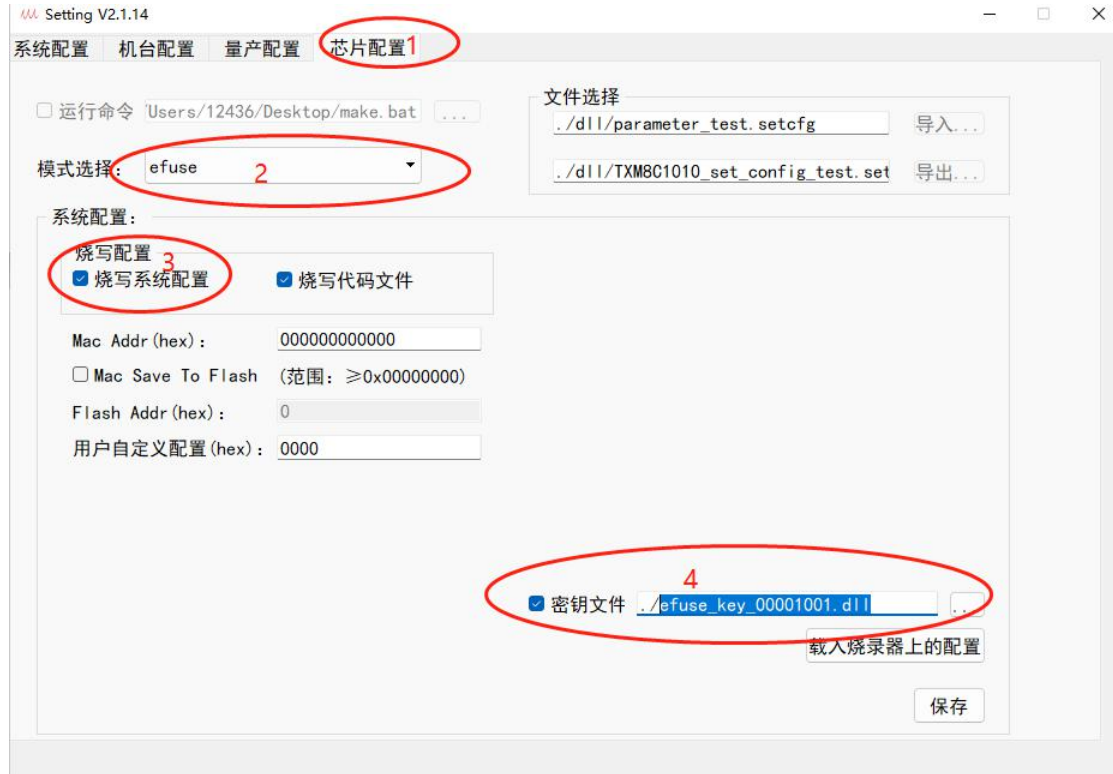 Setting V2.1.14
系统配置 机台配置 量产配置 芯片配置1
运行命令 'Users/12436/Desktop/make.bat ...
文件选择
./dll/parameter_test.setcfg 导入...
模式选择: efuse 2
./dll/TXM8C1010_set_config_test.set 导出...
系统配置:
烧写配置 3
烧写系统配置 烧写代码文件
Mac Addr(hex): 000000000000
Mac Save To Flash (范围: ≥0x00000000)
Flash Addr(hex): 0
用户自定义配置(hex): 0000
4
密钥文件 ./efuse_key_00001001.dll ...
载入烧录器上的配置
保存